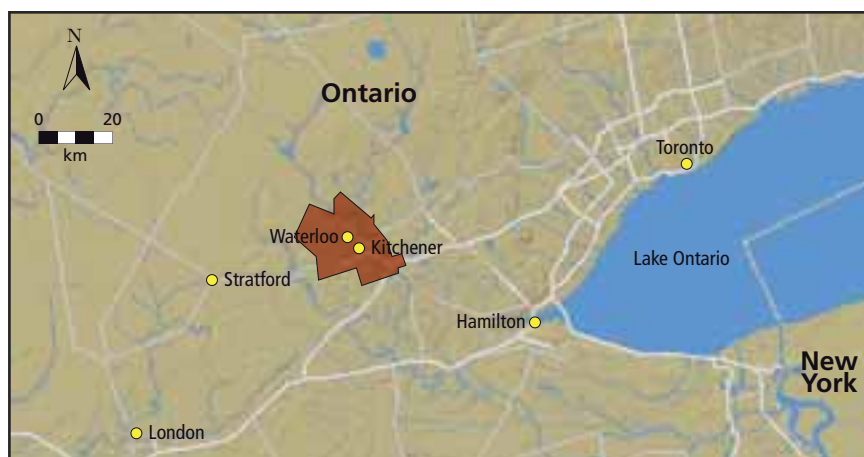 N
Ontario
0 20
km
Toronto
Waterloo
Kitchener
Lake Ontario
Stratford
Hamilton
New
York
London